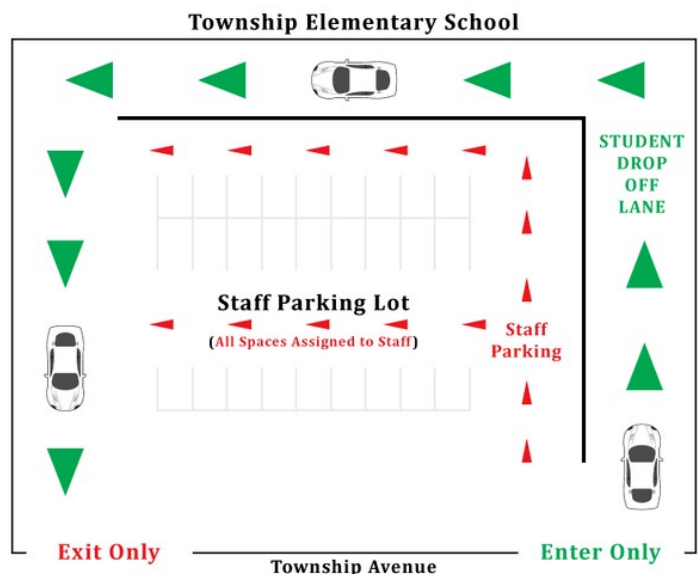 Township Elementary School
STUDENT
DROP
OFF
LANE
Staff Parking Lot
(All Spaces Assigned to Staff)
Staff
Parking
Exit Only
Enter Only
Township Avenue